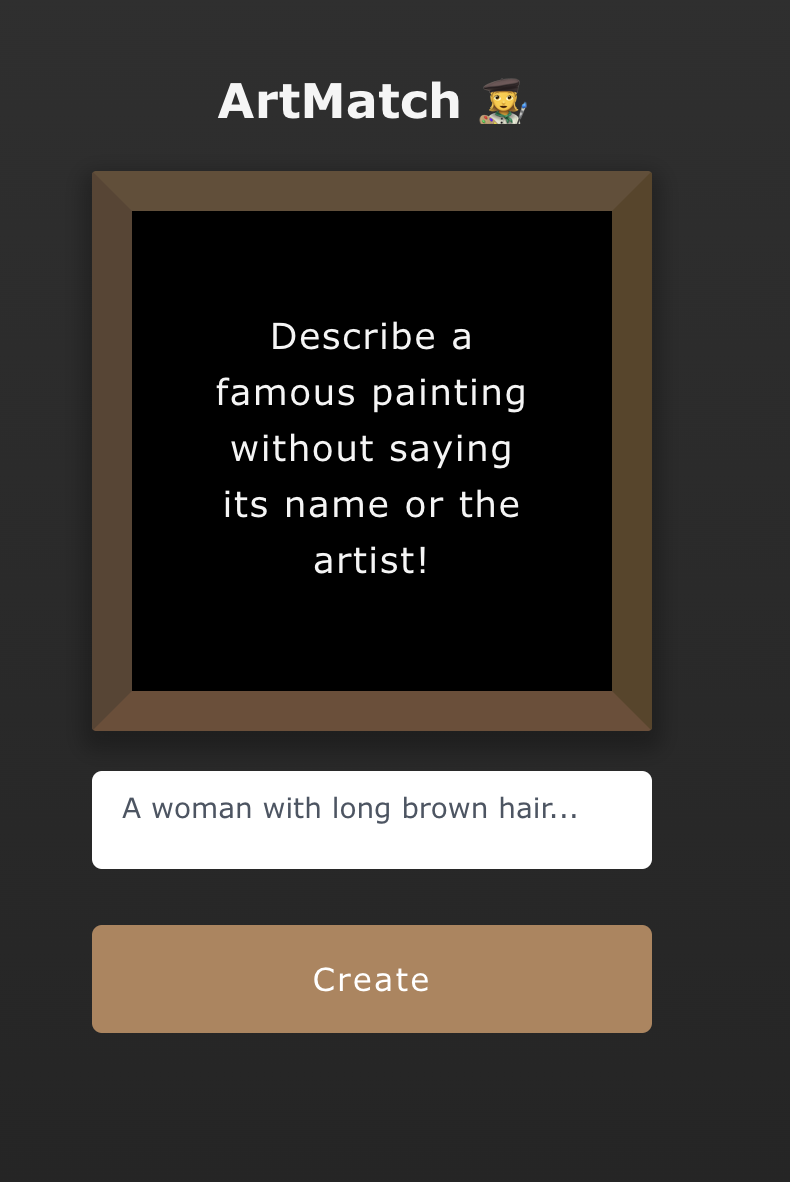 ArtMatch 👩‍🎨
Describe a
famous painting
without saying
its name or the
artist!
A woman with long brown hair...
Create